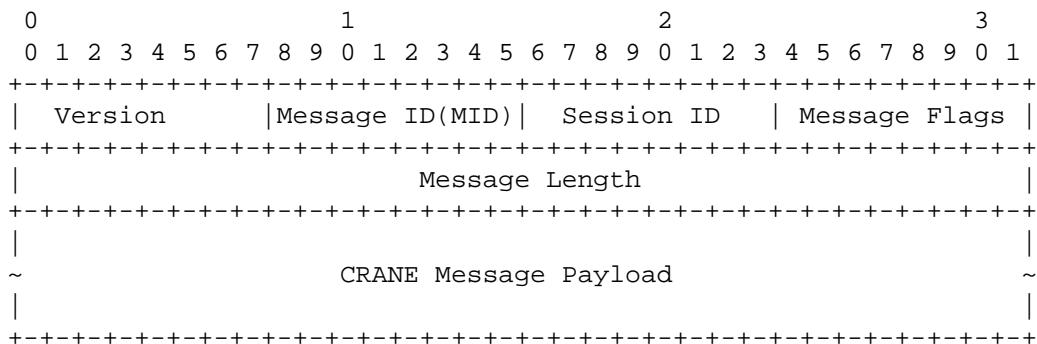 0                   1                   2                   3
 0 1 2 3 4 5 6 7 8 9 0 1 2 3 4 5 6 7 8 9 0 1 2 3 4 5 6 7 8 9 0 1
+-+-+-+-+-+-+-+-+-+-+-+-+-+-+-+-+-+-+-+-+-+-+-+-+-+-+-+-+-+-+-+-+
|  Version      |Message ID(MID)|  Session ID   | Message Flags |
+-+-+-+-+-+-+-+-+-+-+-+-+-+-+-+-+-+-+-+-+-+-+-+-+-+-+-+-+-+-+-+-+
|                         Message Length                        |
+-+-+-+-+-+-+-+-+-+-+-+-+-+-+-+-+-+-+-+-+-+-+-+-+-+-+-+-+-+-+-+-+
|                                                               |
~                    CRANE Message Payload                      ~
|                                                               |
+-+-+-+-+-+-+-+-+-+-+-+-+-+-+-+-+-+-+-+-+-+-+-+-+-+-+-+-+-+-+-+-+